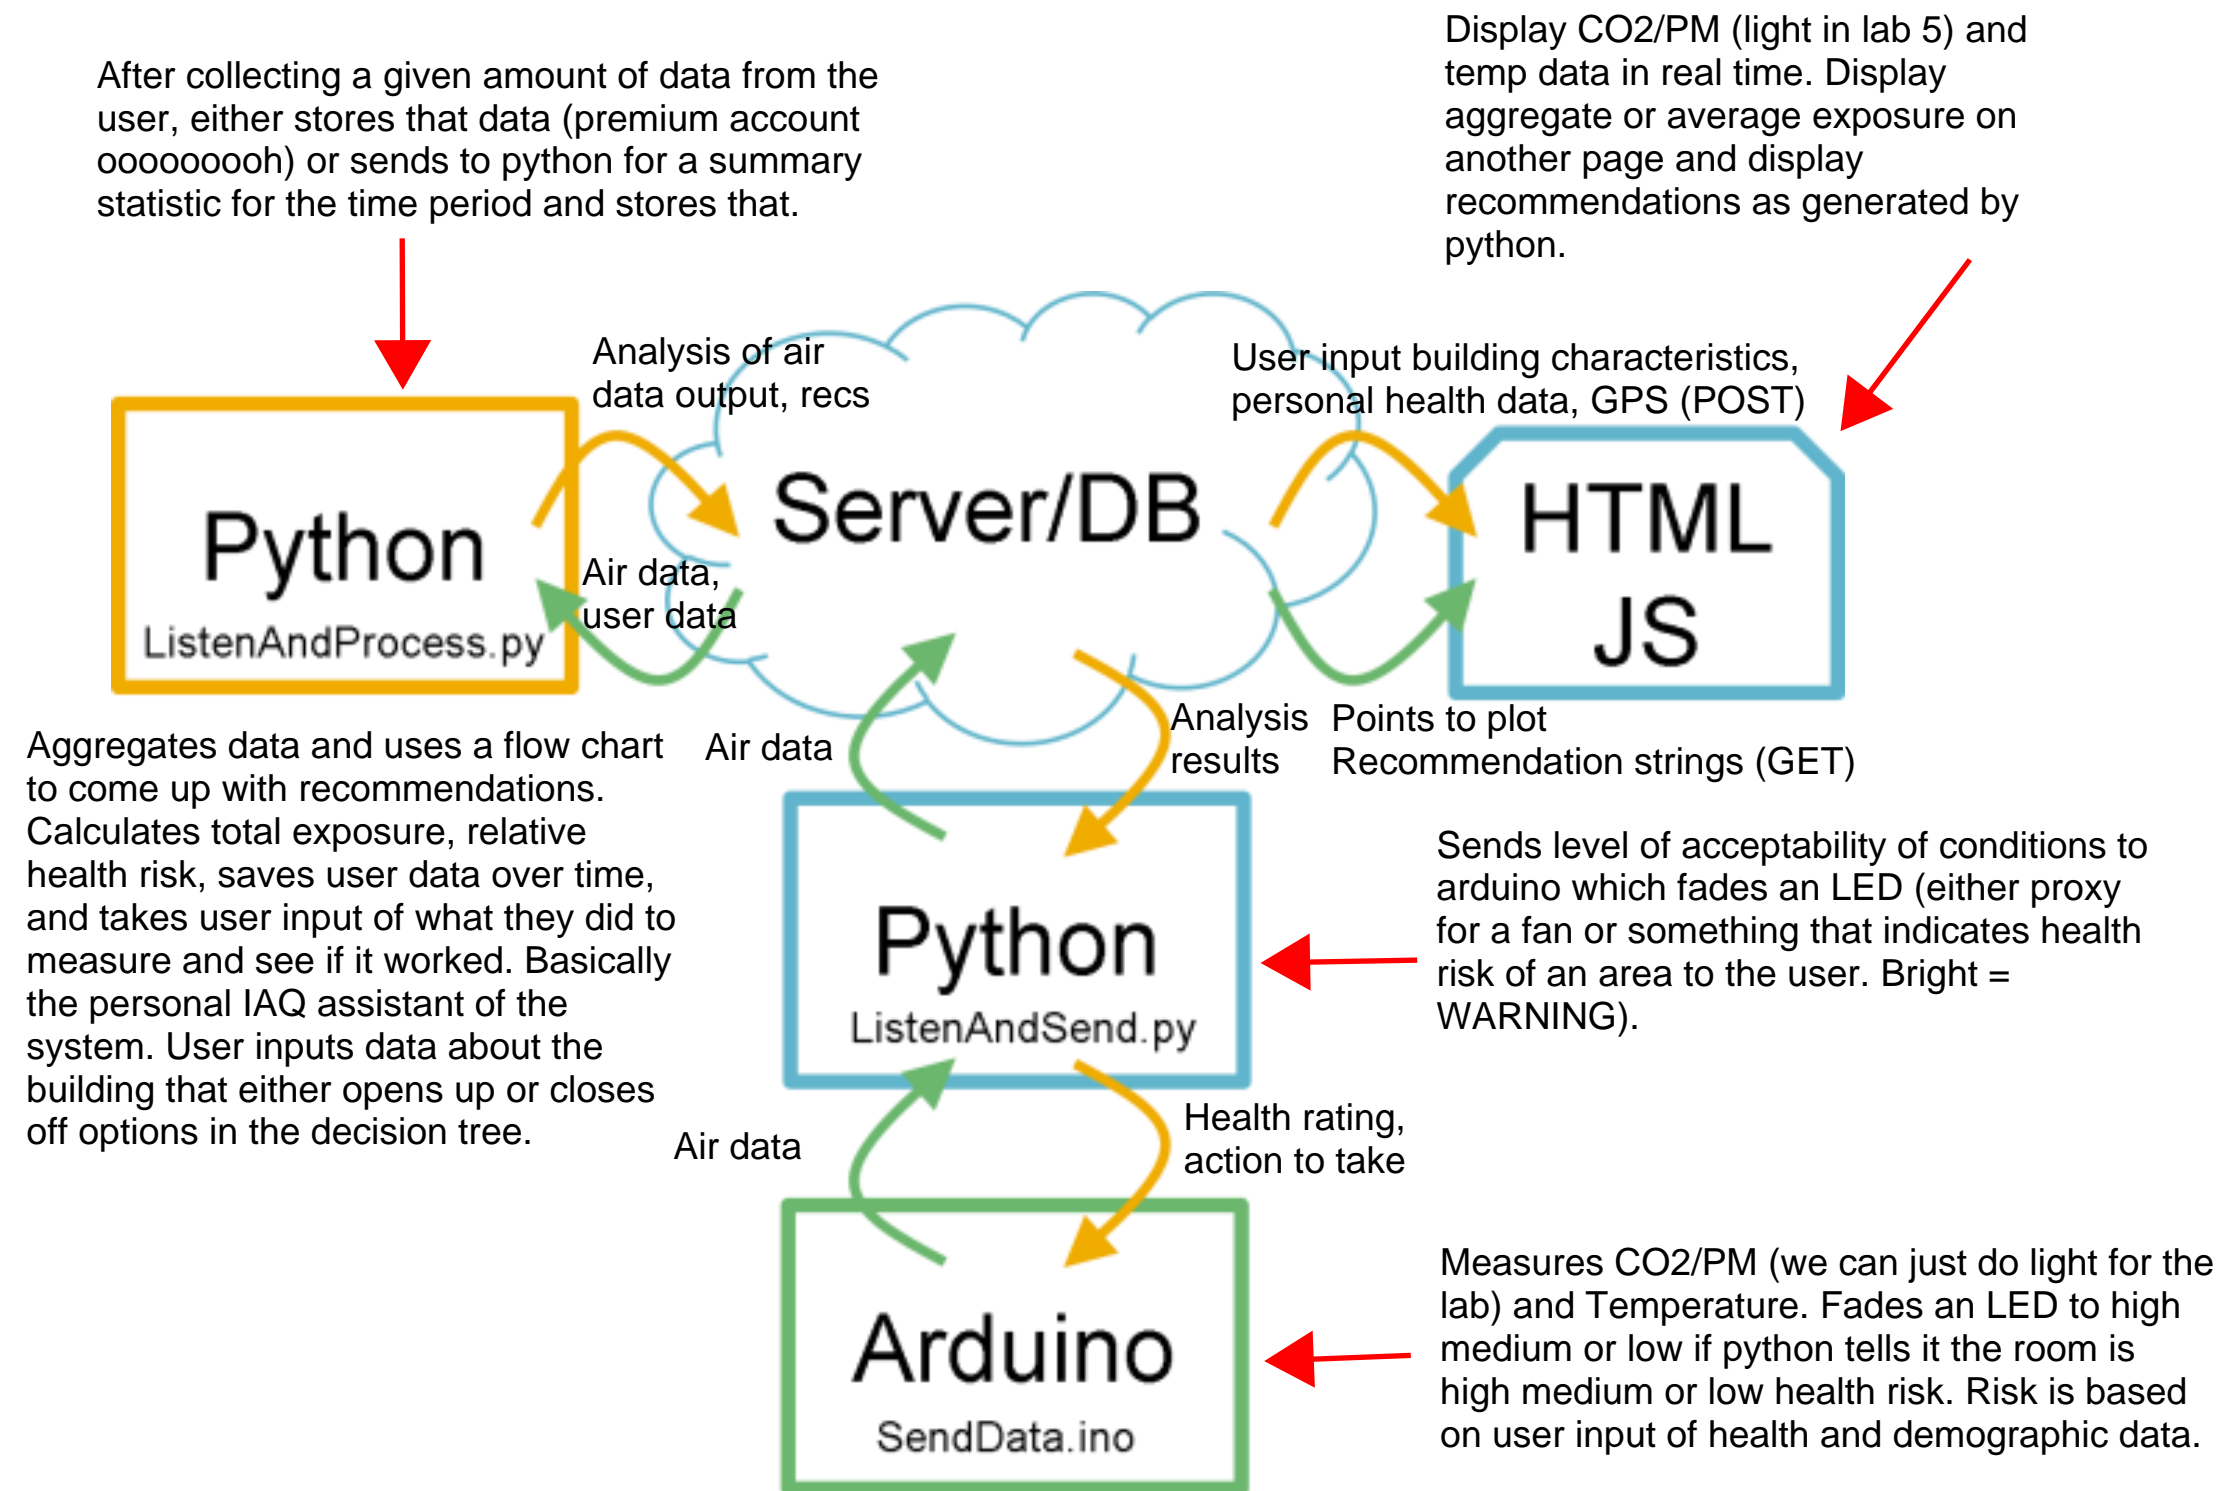 After collecting a given amount of data from the
user, either stores that data (premium account
ooooooooh) or sends to python for a summary
statistic for the time period and stores that.
Display CO2/PM (light in lab 5) and
temp data in real time. Display
aggregate or average exposure on
another page and display
recommendations as generated by
python.
Analysis of air
data output, recs
User input building characteristics,
personal health data, GPS (POST)
Python
ListenAndProcess.py
Air data,
user data
Server/DB
HTML
JS
Aggregates data and uses a flow chart
to come up with recommendations.
Calculates total exposure, relative
health risk, saves user data over time,
and takes user input of what they did to
measure and see if it worked. Basically
the personal IAQ assistant of the
system. User inputs data about the
building that either opens up or closes
off options in the decision tree.
Air data
Analysis
results
Points to plot
Recommendation strings (GET)
Python
ListenAndSend.py
Sends level of acceptability of conditions to
arduino which fades an LED (either proxy
for a fan or something that indicates health
risk of an area to the user. Bright =
WARNING).
Air data
Health rating,
action to take
Arduino
SendData.ino
Measures CO2/PM (we can just do light for the
lab) and Temperature. Fades an LED to high
medium or low if python tells it the room is
high medium or low health risk. Risk is based
on user input of health and demographic data.